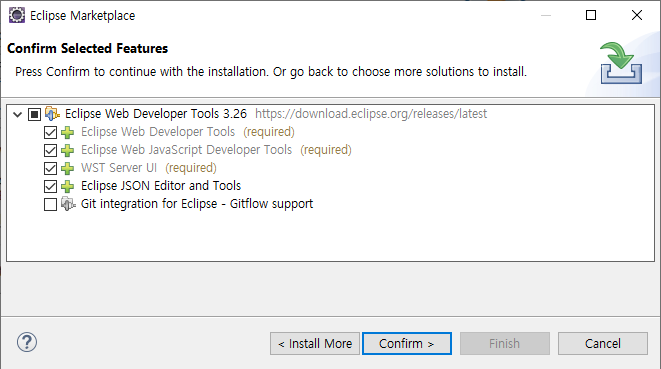 Eclipse Marketplace
Confirm Selected Features
Press Confirm to continue with the installation. Or go back to choose more solutions to install.
Eclipse Web Developer Tools 3.26 https://download.eclipse.org/releases/latest
Eclipse Web Developer Tools (required)
Eclipse Web JavaScript Developer Tools (required)
WST Server UI (required)
Eclipse JSON Editor and Tools
Git integration for Eclipse - Gitflow support
? < Install More Confirm > Finish Cancel